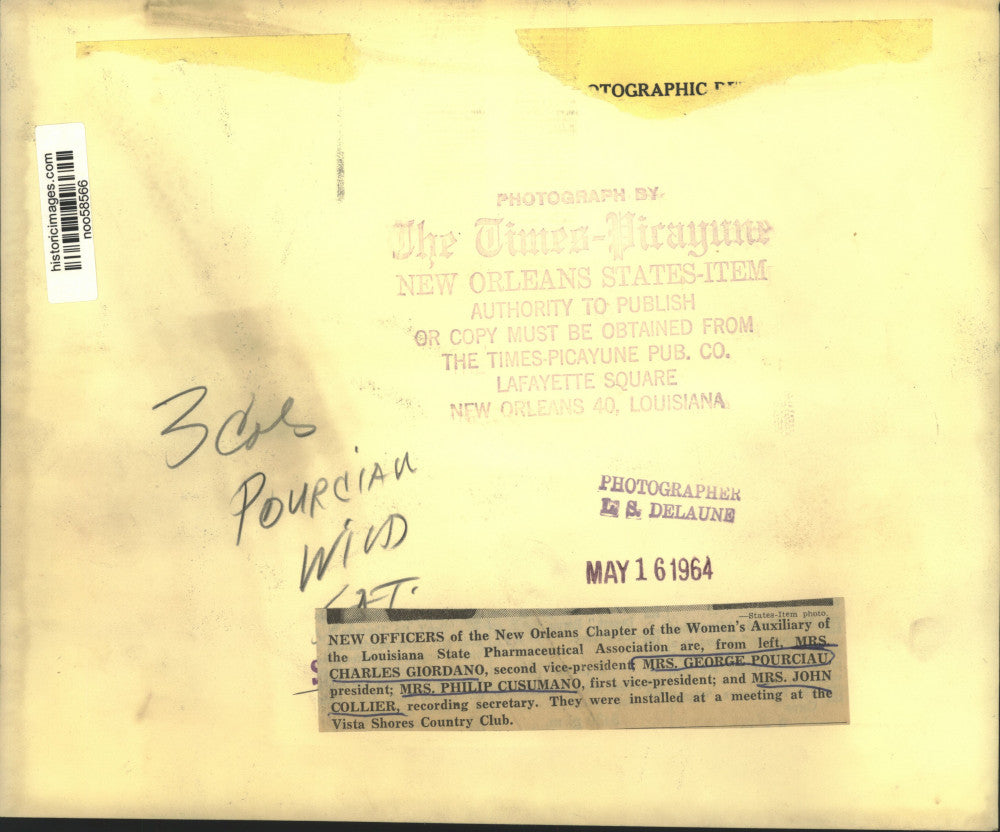 OTOGRAPHIC
historicimages.com
noo58566
PHOTOGRAPH BY
The Times-Picayune
NEW ORLEANS STATES-ITEM
AUTHORITY TO PUBLISH
OR COPY MUST BE OBTAINED FROM
THE TIMES-PICAYUNE PUB. CO.
LAFAYETTE SQUARE
NEW ORLEANS 40, LOUISIANA
3 Cols
POURCIAU
WILD
CAT.
PHOTOGRAPHER
L. S. DELAUNE
MAY 16 1964
—States-Item photo.
NEW OFFICERS of the New Orleans Chapter of the Women's Auxiliary of
the Louisiana State Pharmaceutical Association are, from left, MRS.
CHARLES GIORDANO, second vice-president; MRS. GEORGE POURCIAU,
president; MRS. PHILIP CUSUMANO, first vice-president; and MRS. JOHN
COLLIER, recording secretary. They were installed at a meeting at the
Vista Shores Country Club.